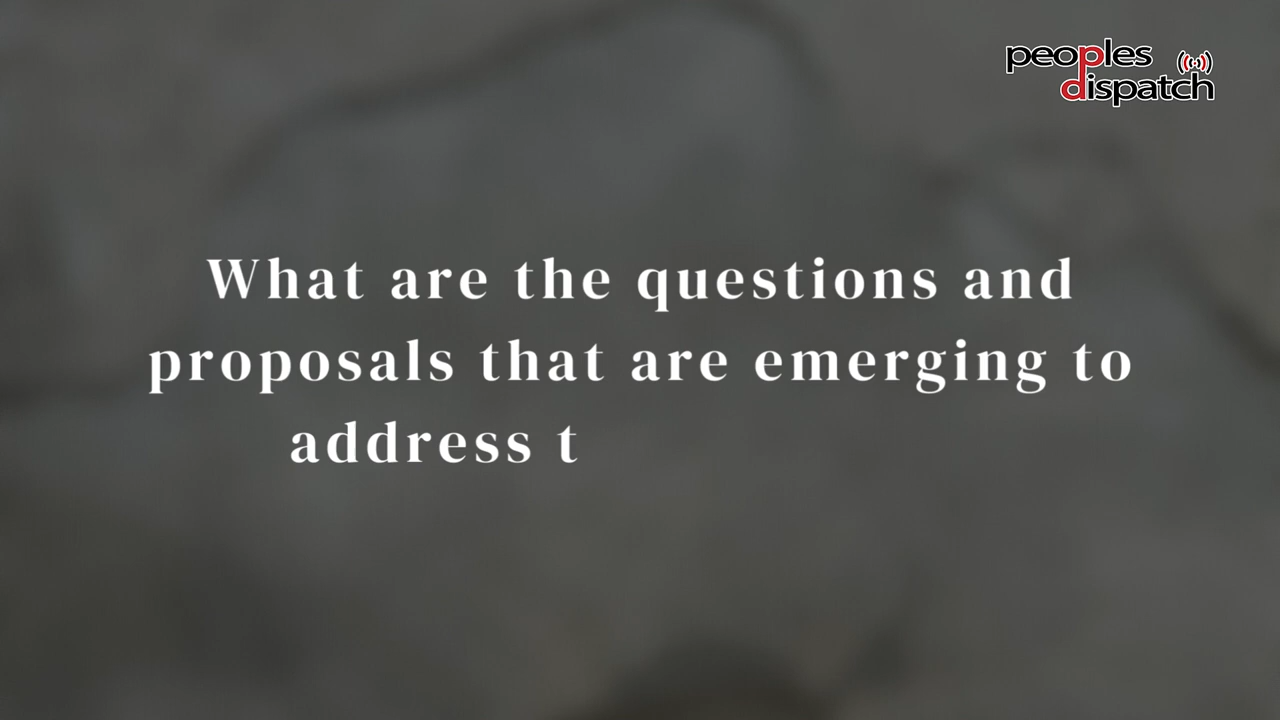 peoples
dispatch
What are the questions and
proposals that are emerging to
address t